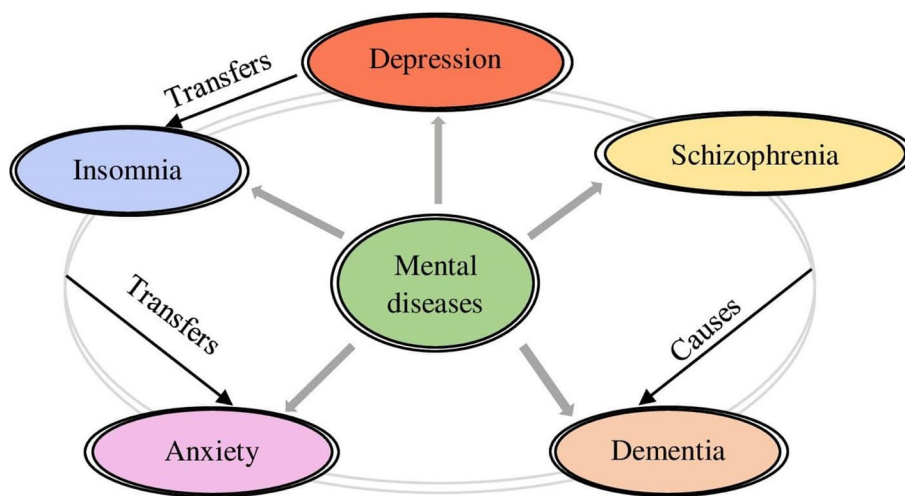 Depression
Transfers
Insomnia
Schizophrenia
Mental
diseases
Transfers
Causes
Anxiety
Dementia